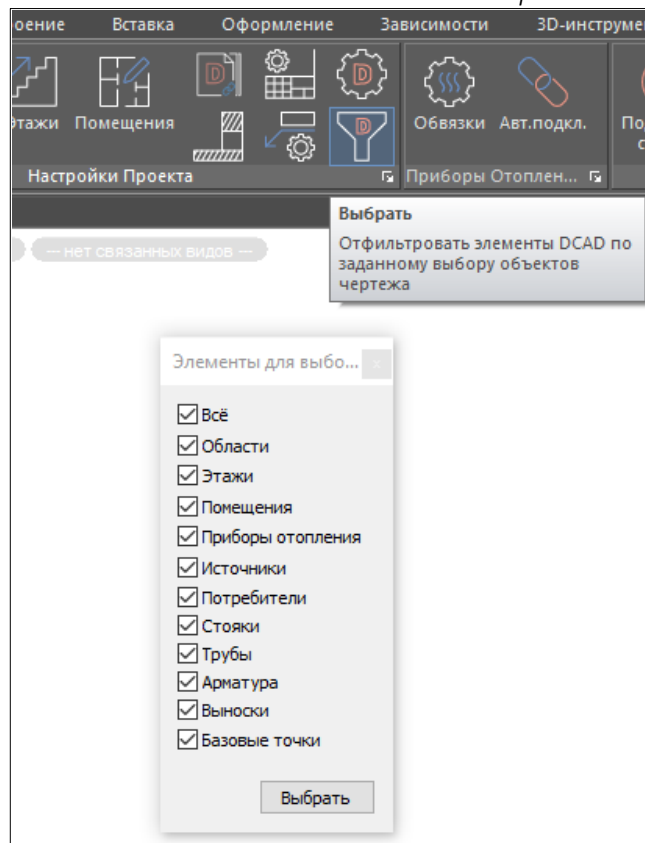 оение Вставка Оформление Зависимости 3D-инструме
Этажи Помещения Обвязки Авт.подкл. По
Настройки Проекта Приборы Отоплен...
Выбрать
Отфильтровать элементы DCAD по
заданному выбору объектов
чертежа
--- нет связанных видов ---
Элементы для выбо... x
Всё
Области
Этажи
Помещения
Приборы отопления
Источники
Потребители
Стояки
Трубы
Арматура
Выноски
Базовые точки
Выбрать